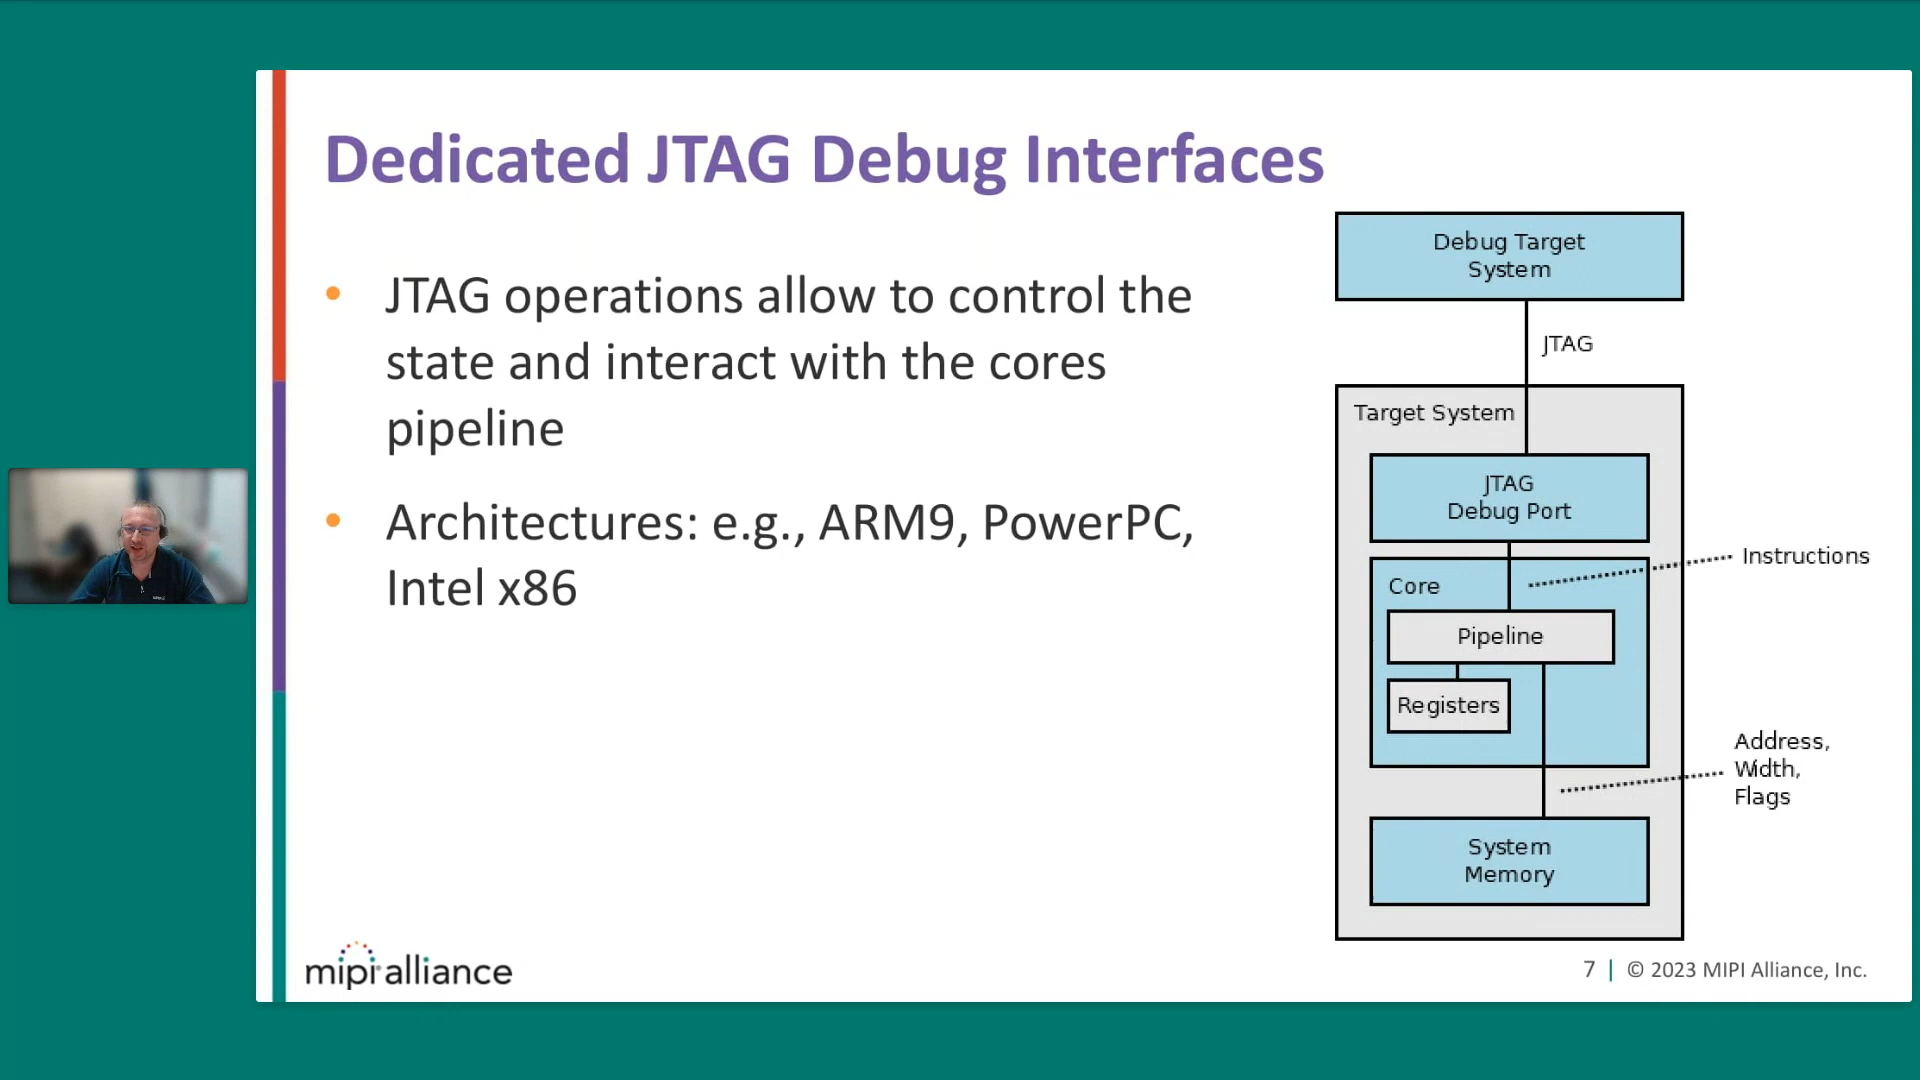 Dedicated JTAG Debug Interfaces
• JTAG operations allow to control the
state and interact with the cores
pipeline
• Architectures: e.g., ARM9, PowerPC,
Intel x86
Debug Target
System
JTAG
Target System
JTAG
Debug Port
Instructions
Core
Pipeline
Registers
Address,
Width,
Flags
System
Memory
mipi alliance
7 | © 2023 MIPI Alliance, Inc.